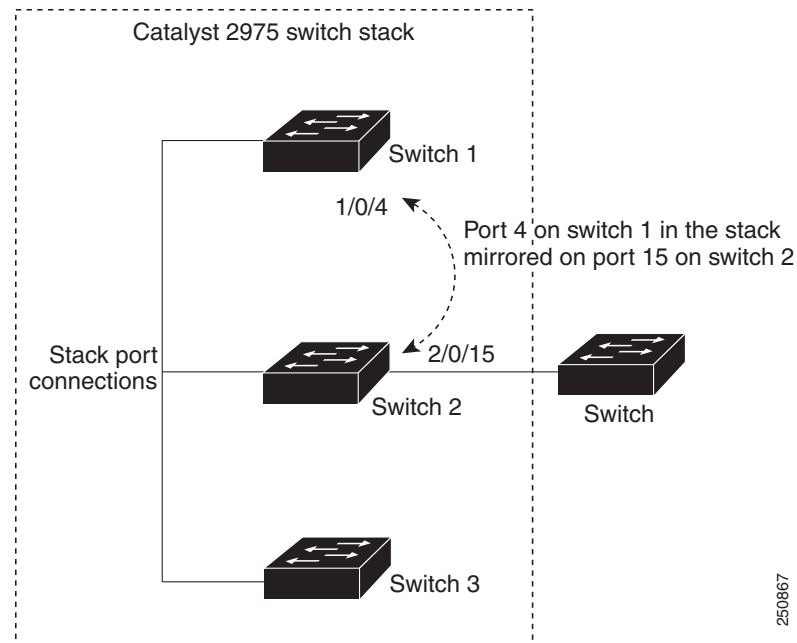 Catalyst 2975 switch stack
Switch 1
1/0/4
Port 4 on switch 1 in the stack
mirrored on port 15 on switch 2
Stack port
connections
2/0/15
Switch 2
Switch
Switch 3
250867